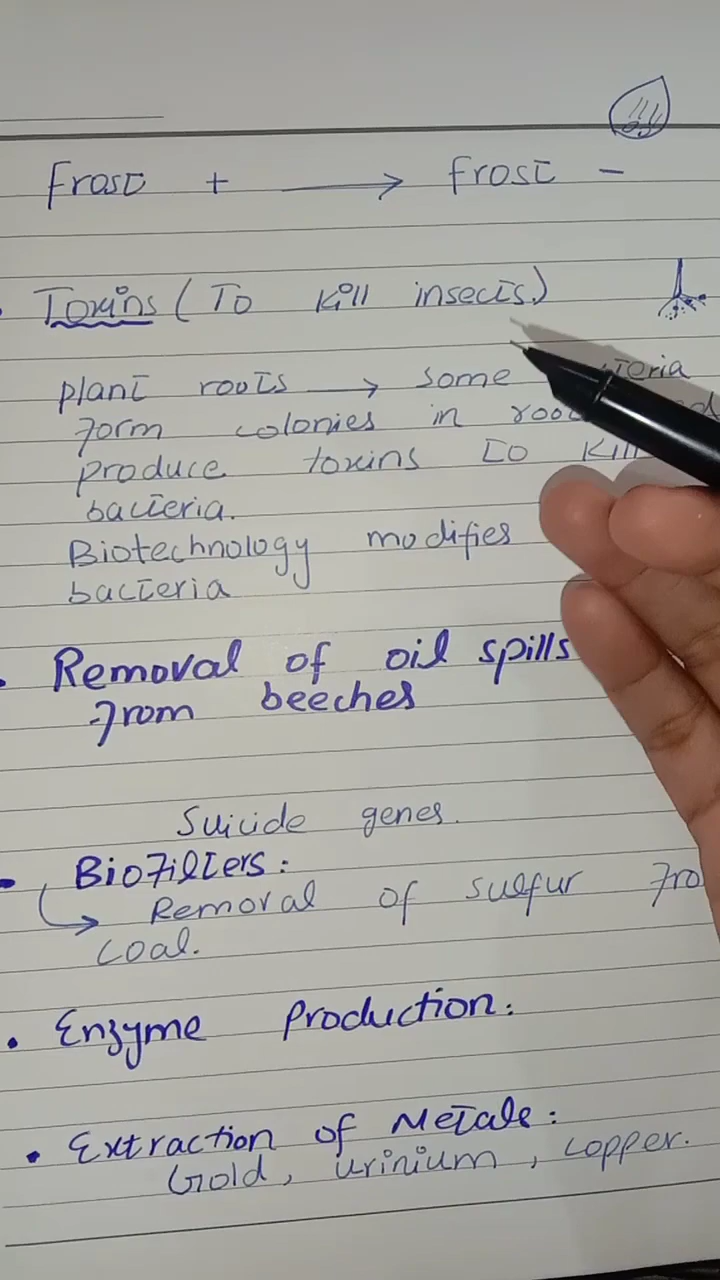 Frost + → Frost -
Toxins (To Kill insects.)
plant roots → some
form colonies in
produce toxins to Kill
bacteria.
Biotechnology modifies
bacteria
• Removal of oil spills
from beeches
Suicide genes.
- BioFilters:
↳ Removal of sulfur
coal.
• Enzyme Production:
• Extraction of Metals:
Gold, urinium, copper.